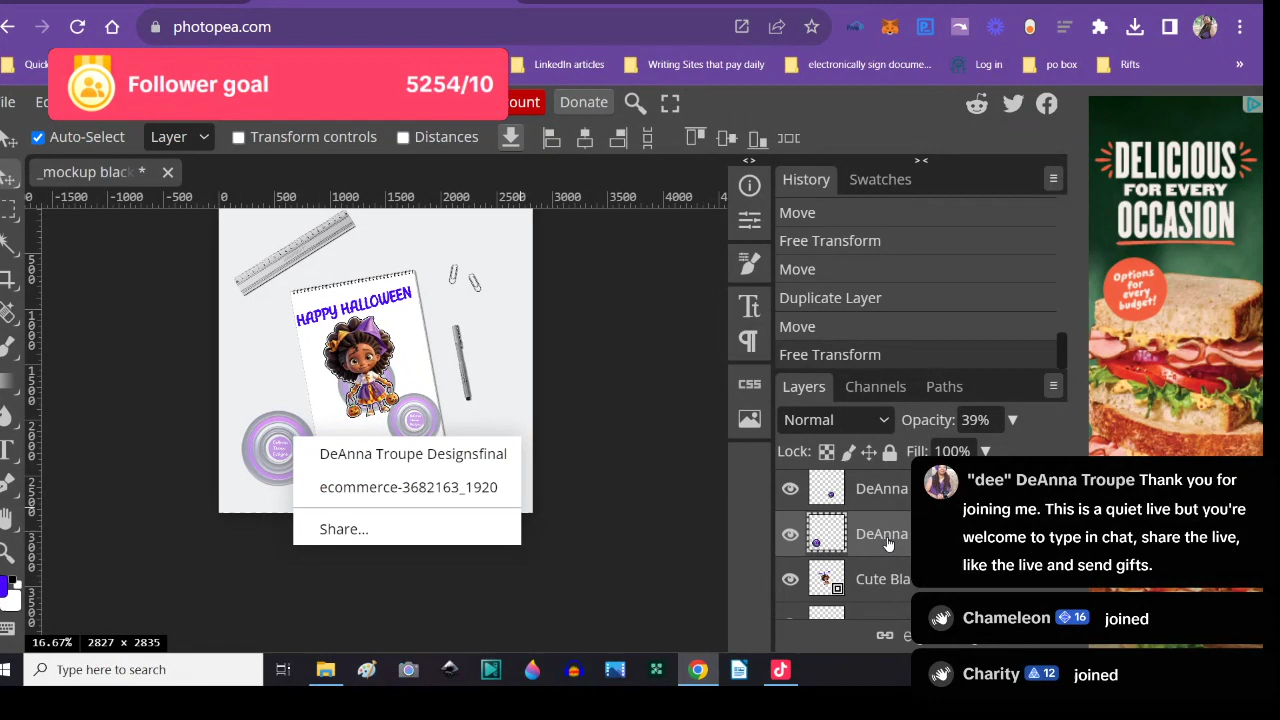 photopea.com
LinkedIn articles
Writing Sites that pay daily
electronically sign docume...
Log in
po box
Rifts
»
Follower goal 5254/10
Donate
Auto-Select
Layer
Transform controls
Distances
_mockup black *
-1500 -1000 -500 0 500 1000 1500 2000 2500 3000 3500 4000
HAPPY HALLOWEEN
DeAnna Troupe Designsfinal
ecommerce-3682163_1920
Share...
16.67% 2827 × 2835
< >
> <
History Swatches
Move
Free Transform
Move
Duplicate Layer
Move
Free Transform
CSS
Layers Channels Paths
Normal Opacity: 39%
Lock: Fill: 100%
DeAnna
DeAnna
Cute Bla
DELICIOUS
FOR EVERY
OCCASION
Options
for every
budget!
"dee" DeAnna Troupe Thank you for
joining me. This is a quiet live but you're
welcome to type in chat, share the live,
like the live and send gifts.
Chameleon 16 joined
Charity 12 joined
Type here to search